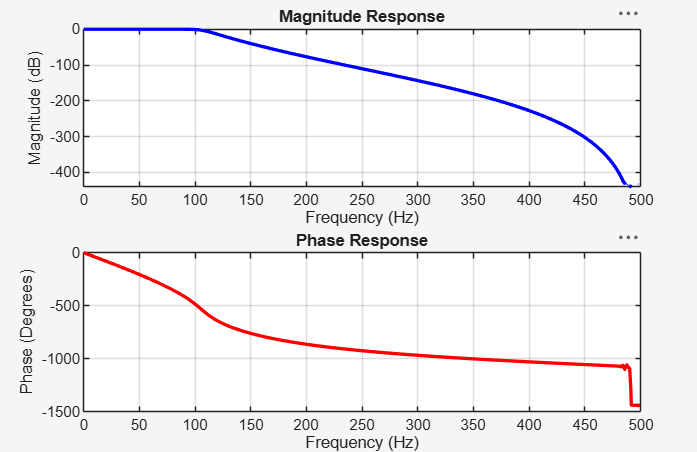 Magnitude Response
Magnitude (dB)
0
-100
-200
-300
-400
0 50 100 150 200 250 300 350 400 450 500
Frequency (Hz)
Phase Response
Phase (Degrees)
0
-500
-1000
-1500
0 50 100 150 200 250 300 350 400 450 500
Frequency (Hz)